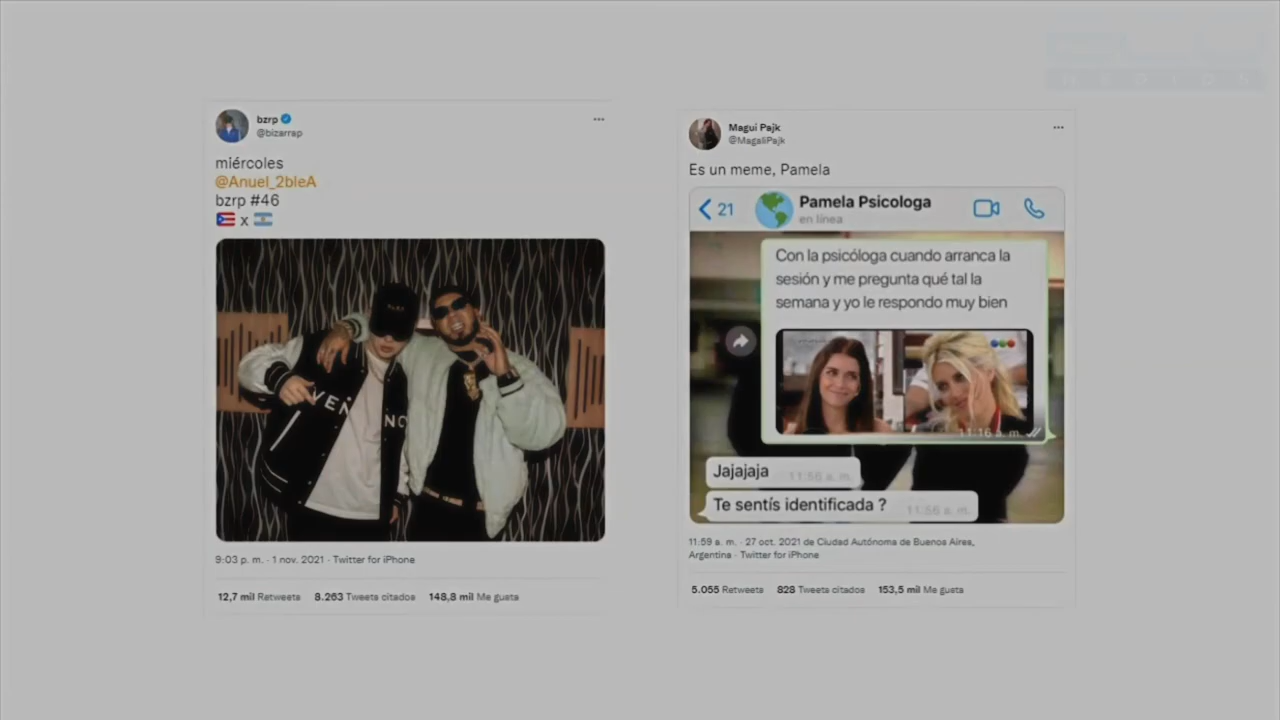 bzrp
@bizarrap
miércoles
@Anuel_2bleA
bzrp #46
x
9:03 p. m. · 1 nov. 2021 · Twitter for iPhone
12,7 mil Retweets 8.263 Tweets citados 148,8 mil Me gusta
Magui Pajk
@MagaliPajk
Es un meme, Pamela
21
Pamela Psicologa
en línea
Con la psicóloga cuando arranca la
sesión y me pregunta qué tal la
semana y yo le respondo muy bien
11:16 a. m.
Jajajaja 11:56 a. m.
Te sentís identificada ? 11:56 a. m.
11:59 a. m. · 27 oct. 2021 de Ciudad Autónoma de Buenos Aires,
Argentina · Twitter for iPhone
5.055 Retweets 828 Tweets citados 153,5 mil Me gusta